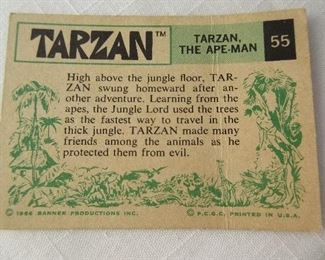 TARZAN™
TARZAN,
THE APE-MAN
55
High above the jungle floor, TAR-
ZAN swung homeward after an-
other adventure. Learning from the
apes, the Jungle Lord used the trees
as the fastest way to travel in the
thick jungle. TARZAN made many
friends among the animals as he
protected them from evil.
© 1966 BANNER PRODUCTIONS INC.
© P.C.G.C. PRINTED IN U.S.A.